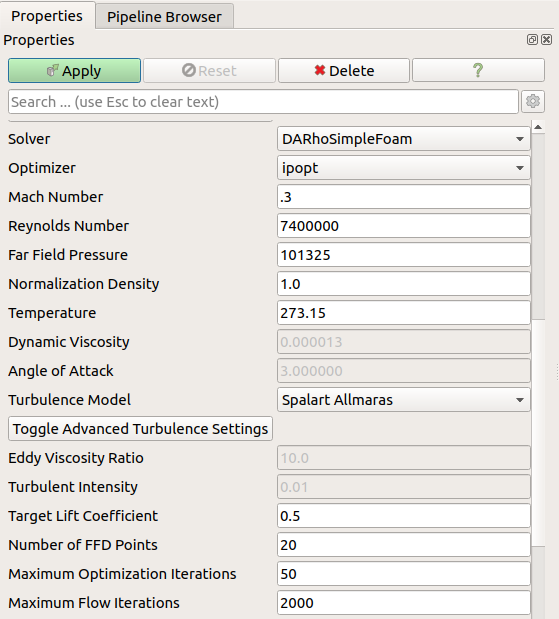 Properties
Pipeline Browser
Properties
Apply
Reset
Delete
?
Search ... (use Esc to clear text)
Solver DARhoSimpleFoam
Optimizer ipopt
Mach Number .3
Reynolds Number 7400000
Far Field Pressure 101325
Normalization Density 1.0
Temperature 273.15
Dynamic Viscosity 0.000013
Angle of Attack 3.000000
Turbulence Model Spalart Allmaras
Toggle Advanced Turbulence Settings
Eddy Viscosity Ratio 10.0
Turbulent Intensity 0.01
Target Lift Coefficient 0.5
Number of FFD Points 20
Maximum Optimization Iterations 50
Maximum Flow Iterations 2000